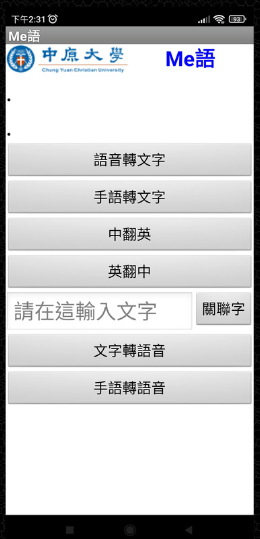 下午2:31
93
Me語
中原大學
Chung Yuan Christian University
Me語
語音轉文字
手語轉文字
中翻英
英翻中
請在這輸入文字
關聯字
文字轉語音
手語轉語音